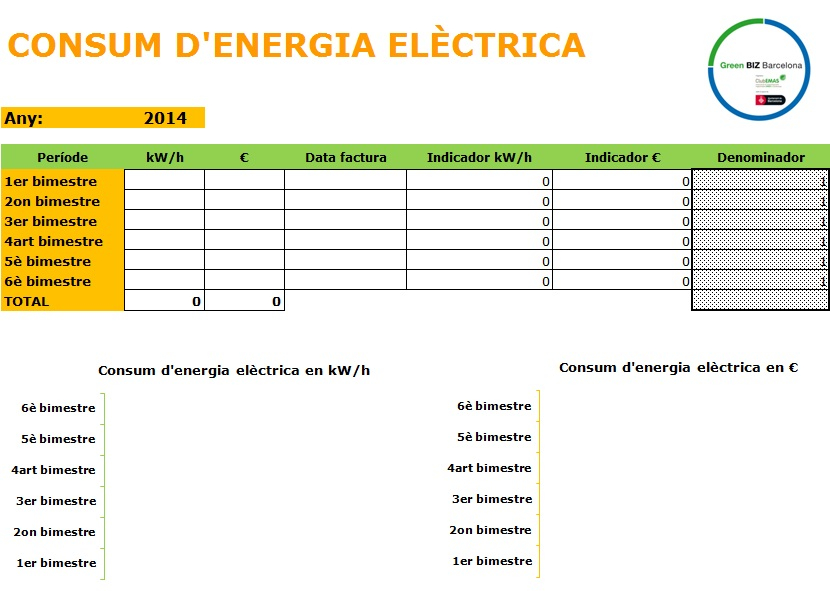 CONSUM D'ENERGIA ELÈCTRICA
Green BIZ Barcelona
ClubEMAS
Any: 2014
Període kW/h € Data factura Indicador kW/h Indicador € Denominador
1er bimestre 0 0 1
2on bimestre 0 0 1
3er bimestre 0 0 1
4art bimestre 0 0 1
5è bimestre 0 0 1
6è bimestre 0 0 1
TOTAL 0 0
Consum d'energia elèctrica en kW/h
6è bimestre
5è bimestre
4art bimestre
3er bimestre
2on bimestre
1er bimestre
Consum d'energia elèctrica en €
6è bimestre
5è bimestre
4art bimestre
3er bimestre
2on bimestre
1er bimestre